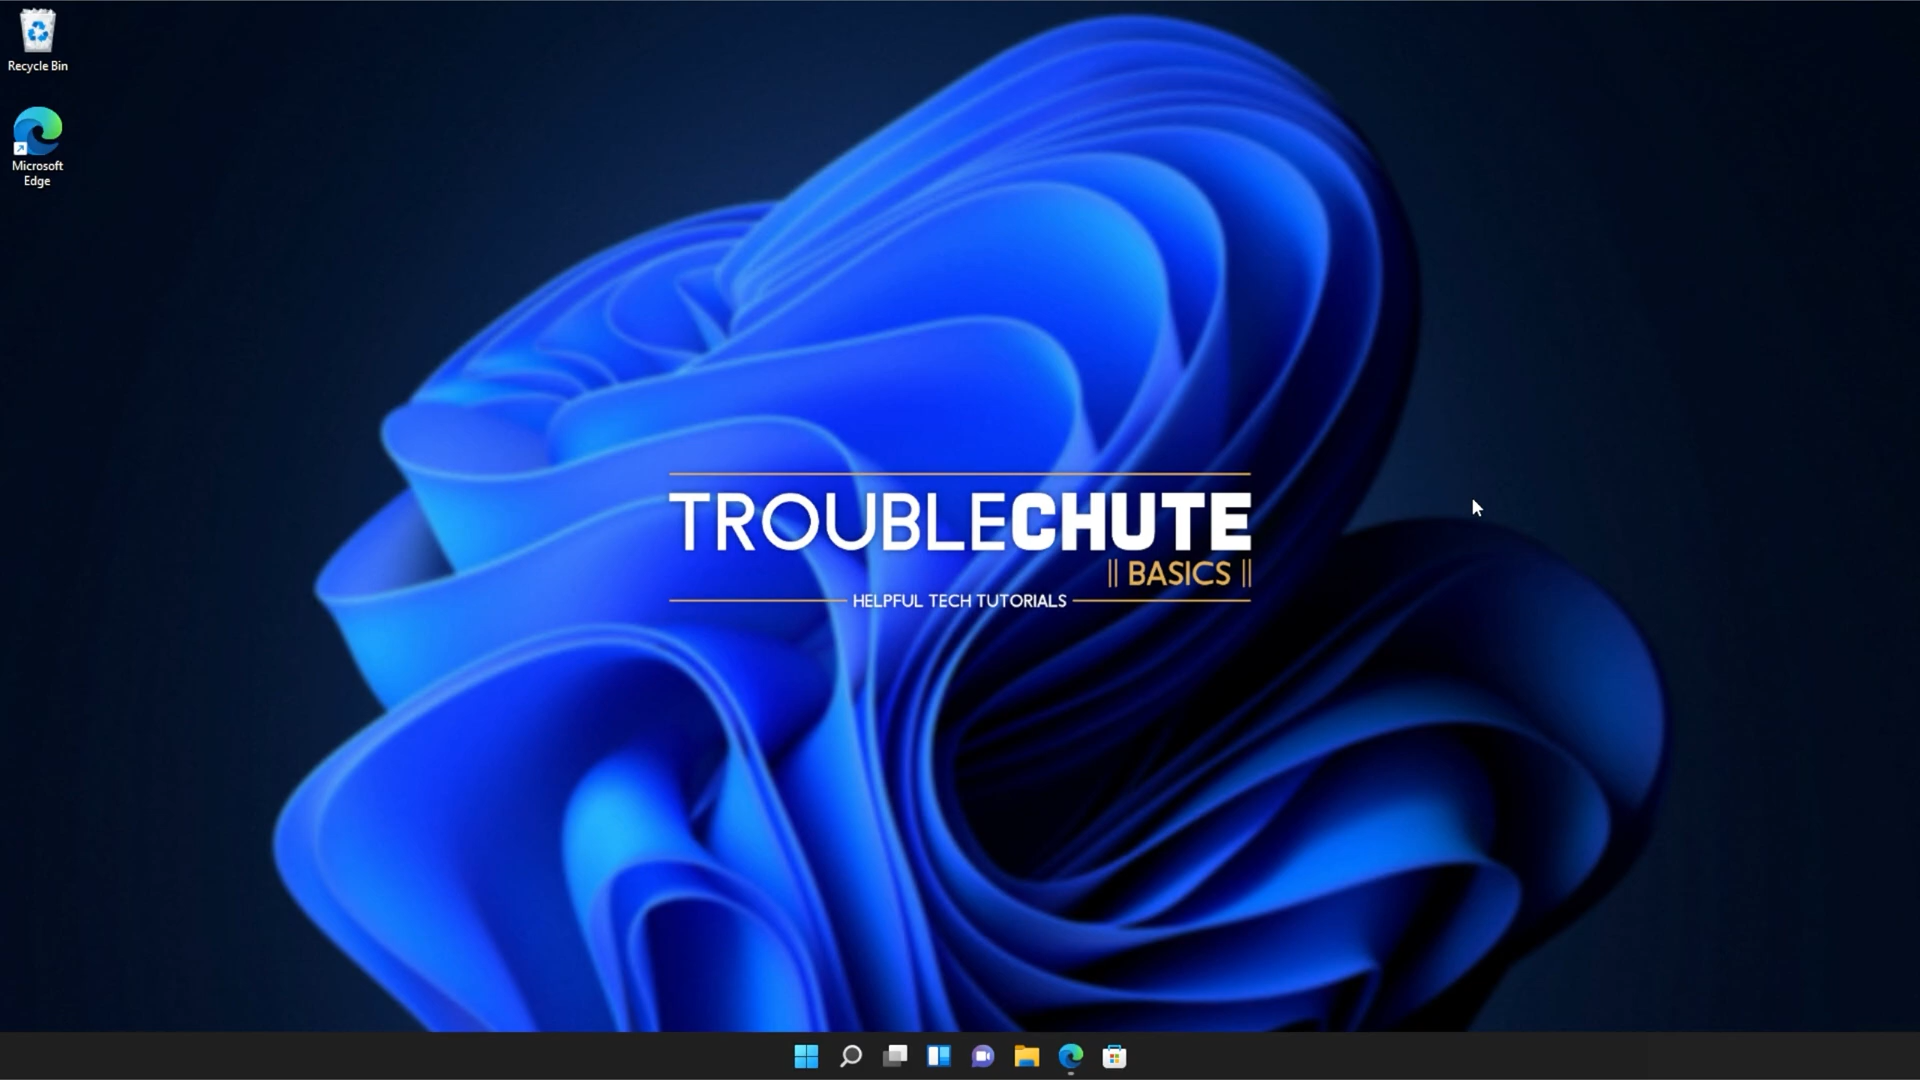 Recycle Bin
Microsoft
Edge
TROUBLECHUTE
|| BASICS ||
HELPFUL TECH TUTORIALS